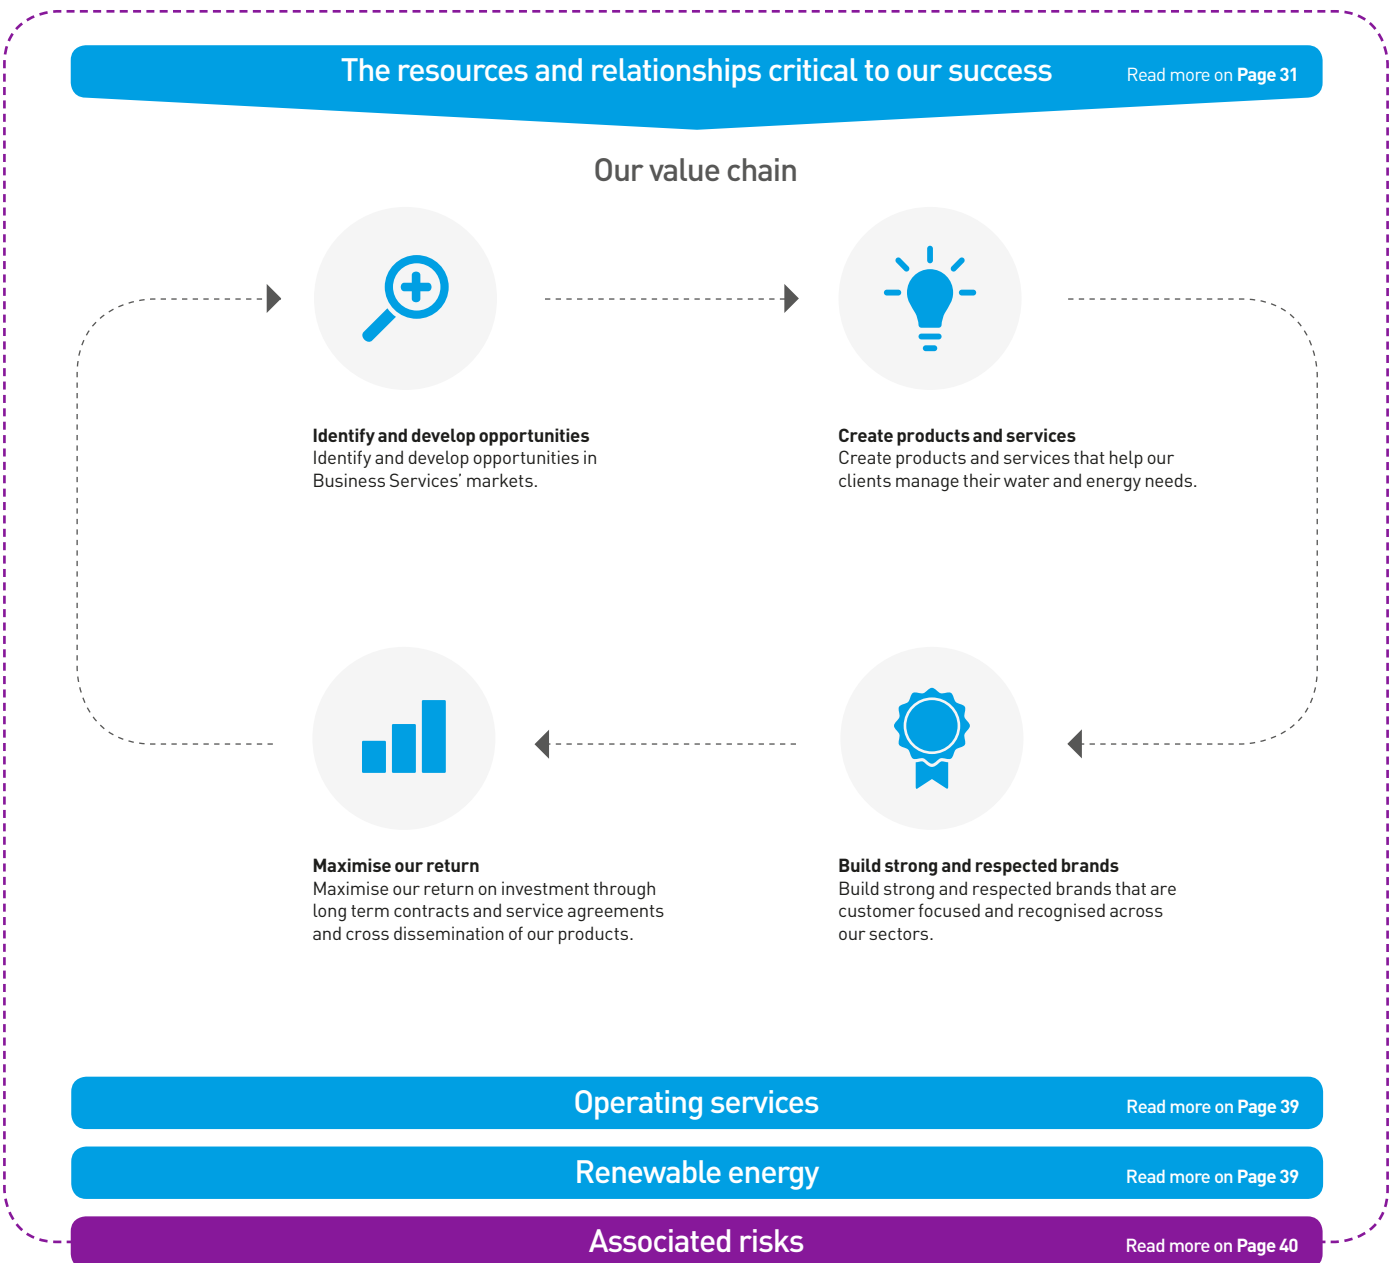 The resources and relationships critical to our success
Read more on Page 31
Our value chain
Identify and develop opportunities
Identify and develop opportunities in
Business Services’ markets.
Create products and services
Create products and services that help our
clients manage their water and energy needs.
Maximise our return
Maximise our return on investment through
long term contracts and service agreements
and cross dissemination of our products.
Build strong and respected brands
Build strong and respected brands that are
customer focused and recognised across
our sectors.
Operating services
Read more on Page 39
Renewable energy
Read more on Page 39
Associated risks
Read more on Page 40